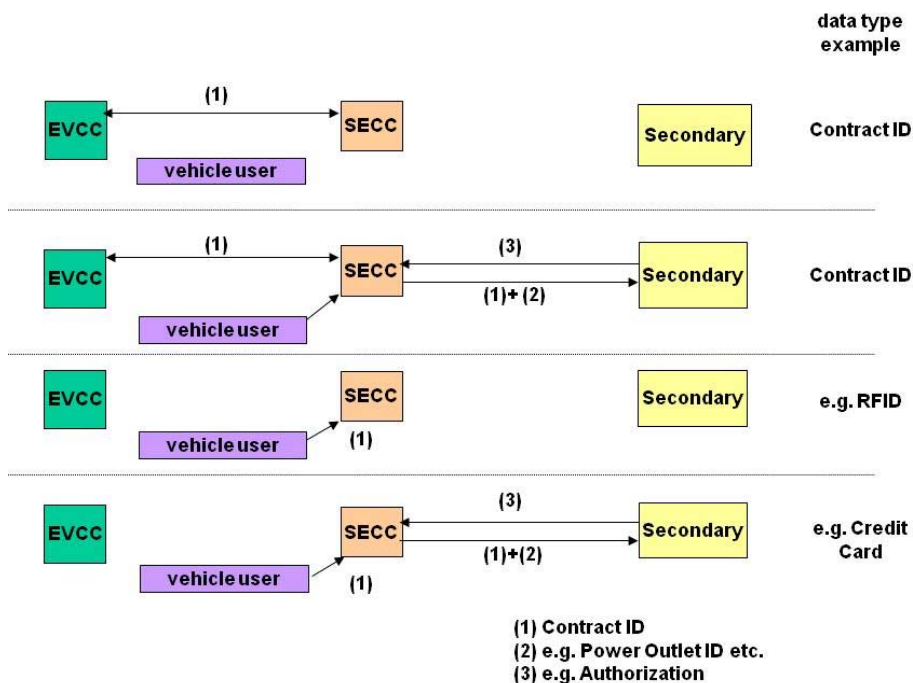 data type
example
(1)
EVCC
SECC
Secondary
Contract ID
vehicle user
(1)
(3)
EVCC
SECC
Secondary
Contract ID
(1)+ (2)
vehicle user
EVCC
SECC
Secondary
e.g. RFID
vehicle user
(1)
(3)
EVCC
SECC
Secondary
e.g. Credit
Card
(1)+(2)
vehicle user
(1)
(1) Contract ID
(2) e.g. Power Outlet ID etc.
(3) e.g. Authorization